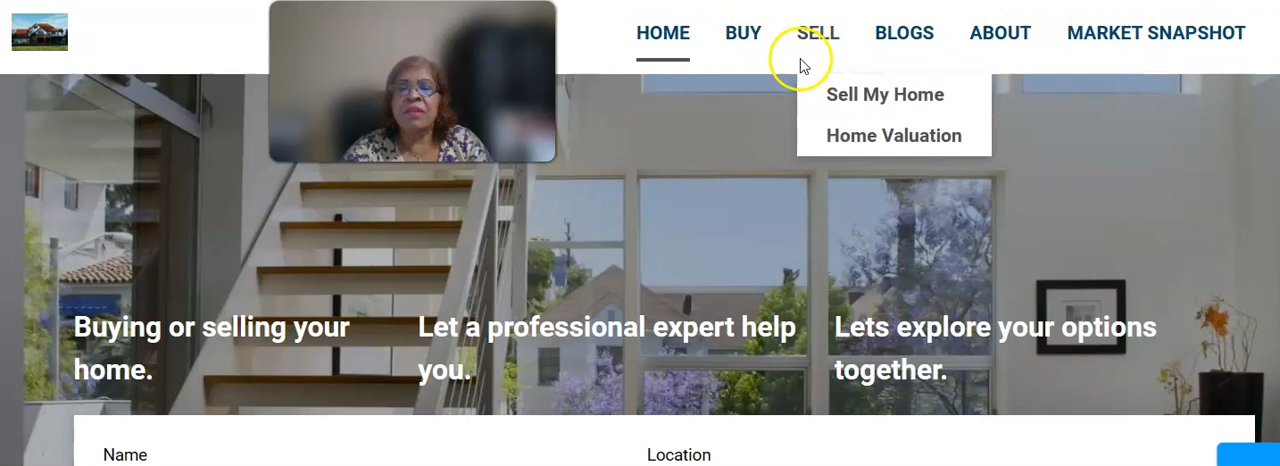 HOME BUY SELL BLOGS ABOUT MARKET SNAPSHOT
Sell My Home
Home Valuation
Buying or selling your
home.
Let a professional expert help
you.
Lets explore your options
together.
Name
Location